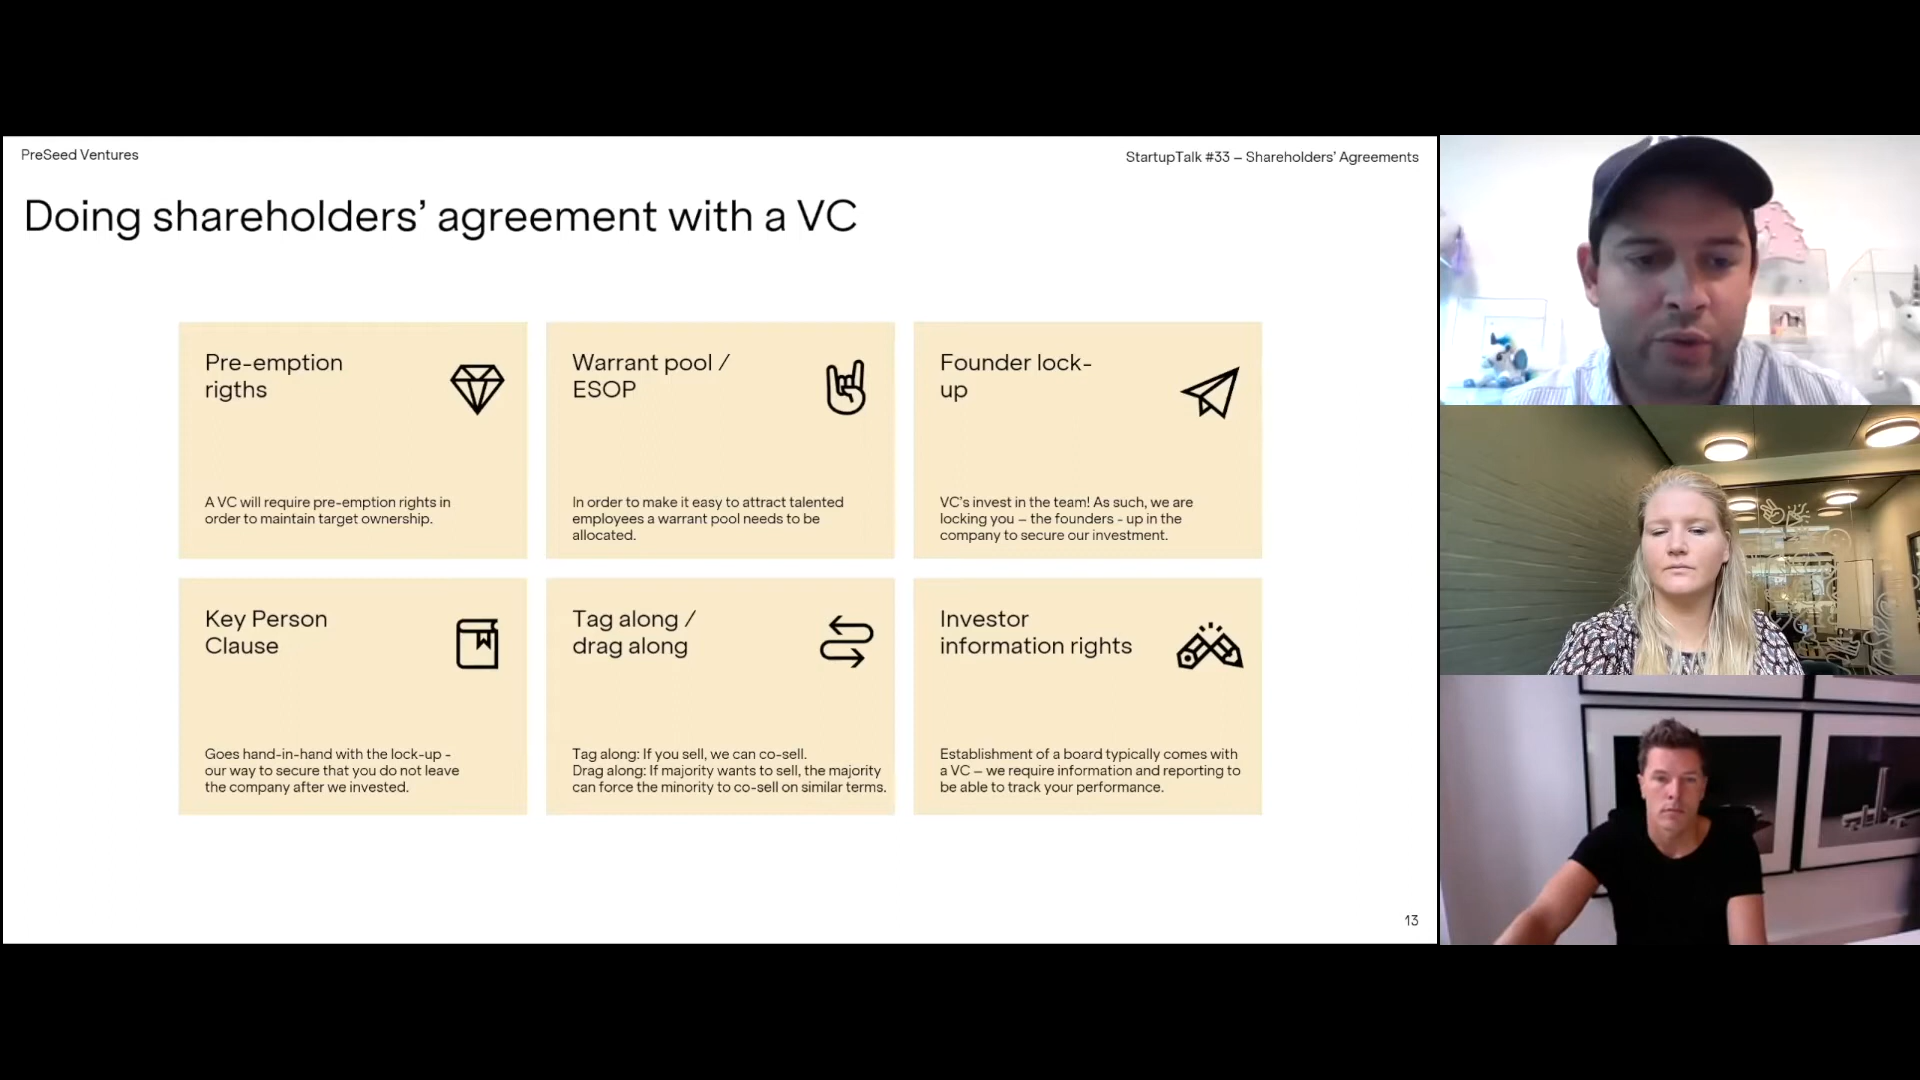 PreSeed Ventures
StartupTalk #33 – Shareholders' Agreements
Doing shareholders’ agreement with a VC
Pre-emption
rigths
A VC will require pre-emption rights in
order to maintain target ownership.
Warrant pool /
ESOP
In order to make it easy to attract talented
employees a warrant pool needs to be
allocated.
Founder lock-
up
VC's invest in the team! As such, we are
locking you – the founders - up in the
company to secure our investment.
Key Person
Clause
Goes hand-in-hand with the lock-up -
our way to secure that you do not leave
the company after we invested.
Tag along /
drag along
Tag along: If you sell, we can co-sell.
Drag along: If majority wants to sell, the majority
can force the minority to co-sell on similar terms.
Investor
information rights
Establishment of a board typically comes with
a VC – we require information and reporting to
be able to track your performance.
13